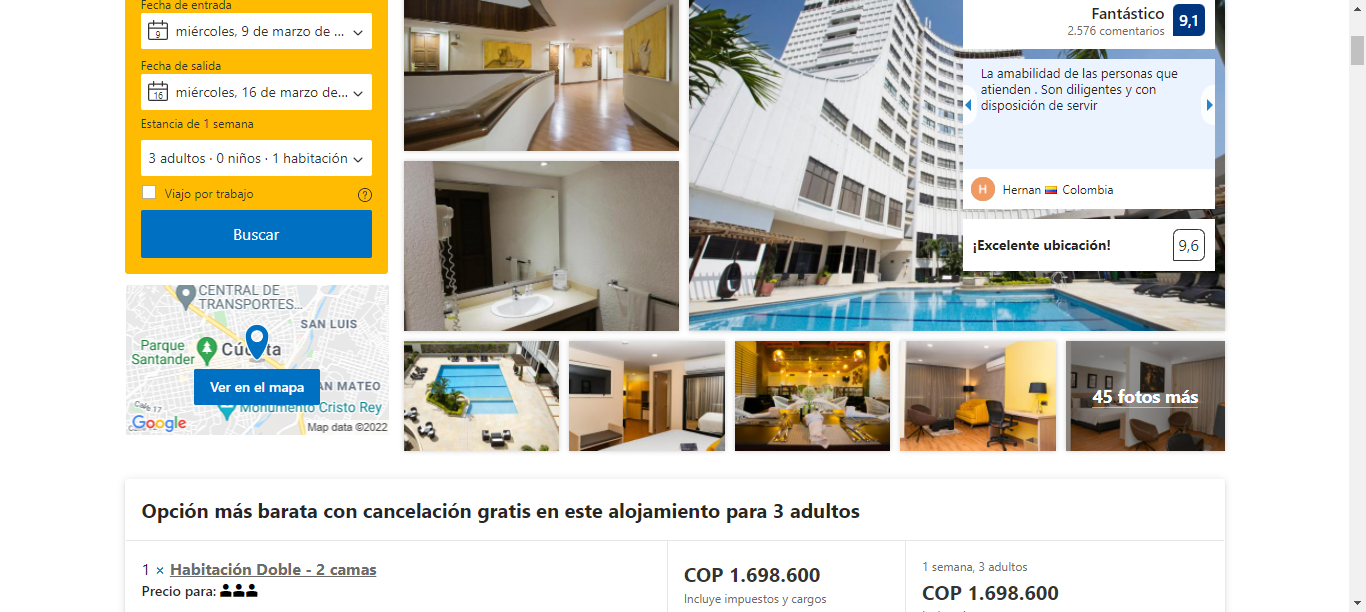 Fecha de entrada
9
miércoles, 9 de marzo de ...
Fecha de salida
16
miércoles, 16 de marzo de...
Estancia de 1 semana
3 adultos · 0 niños · 1 habitación
Viajo por trabajo
?
Buscar
CENTRAL DE
TRANSPORTES...
SAN LUIS
Parque
Santander
Ver en el mapa
AN MATEO
Monumento Cristo Rey
Google
Map data ©2022
Fantástico
2.576 comentarios
9,1
La amabilidad de las personas que
atienden . Son diligentes y con
disposición de servir
H
Hernan
Colombia
¡Excelente ubicación!
9,6
45 fotos más
Opción más barata con cancelación gratis en este alojamiento para 3 adultos
1 × Habitación Doble - 2 camas
Precio para:
COP 1.698.600
Incluye impuestos y cargos
1 semana, 3 adultos
COP 1.698.600